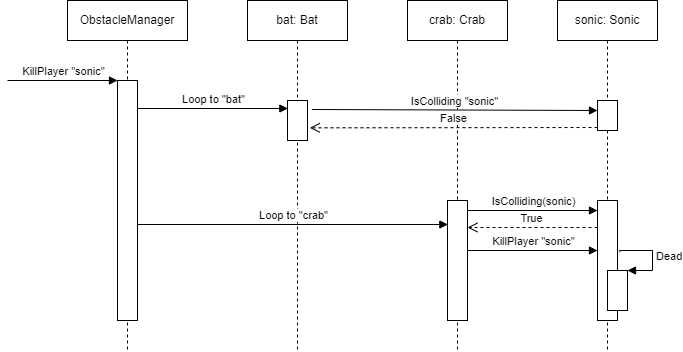 ObstacleManager
bat: Bat
crab: Crab
sonic: Sonic
KillPlayer "sonic"
Loop to "bat"
IsColliding "sonic"
False
IsColliding(sonic)
Loop to "crab"
True
KillPlayer "sonic"
Dead